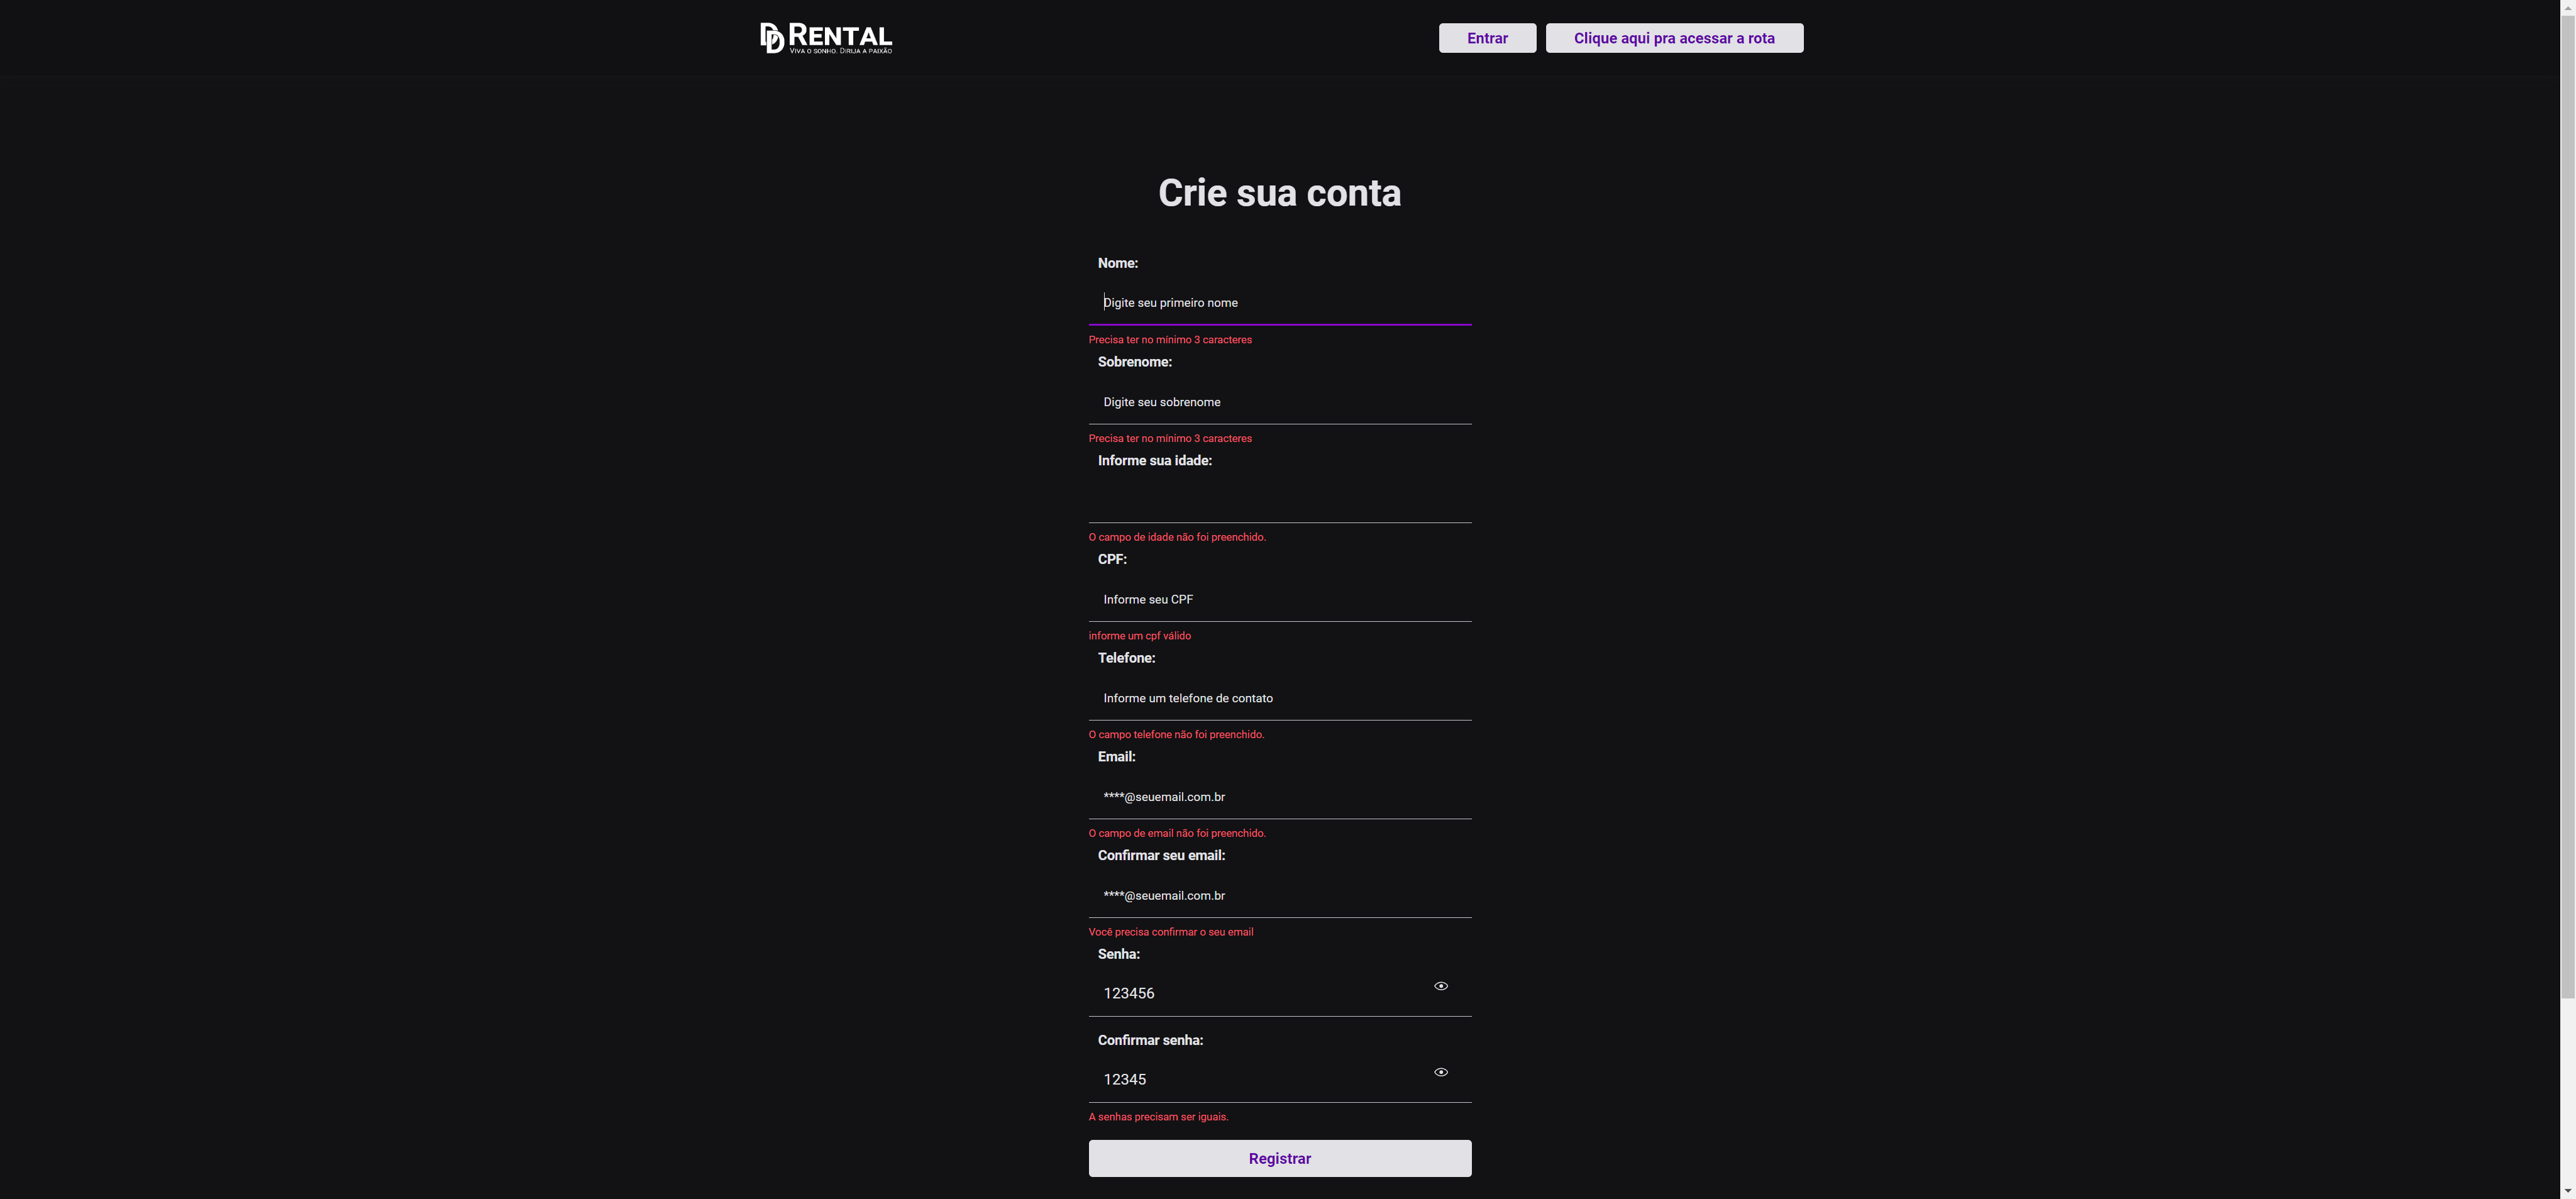 DD RENTAL
VIVA O SONHO. DIRIJA A PAIXÃO
Entrar
Clique aqui pra acessar a rota
Crie sua conta
Nome:
Digite seu primeiro nome
Precisa ter no mínimo 3 caracteres
Sobrenome:
Digite seu sobrenome
Precisa ter no mínimo 3 caracteres
Informe sua idade:
O campo de idade não foi preenchido.
CPF:
Informe seu CPF
informe um cpf válido
Telefone:
Informe um telefone de contato
O campo telefone não foi preenchido.
Email:
****@seuemail.com.br
O campo de email não foi preenchido.
Confirmar seu email:
****@seuemail.com.br
Você precisa confirmar o seu email
Senha:
123456
Confirmar senha:
12345
A senhas precisam ser iguais.
Registrar